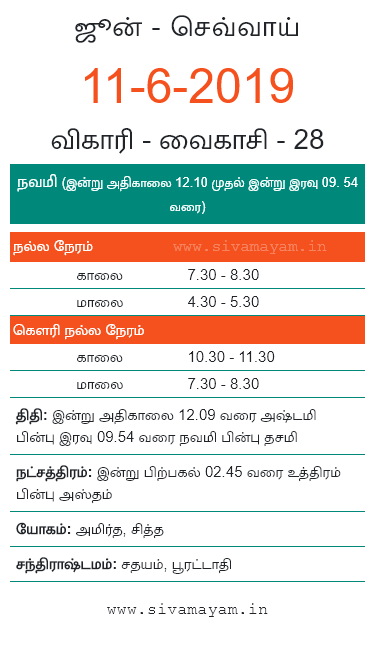 ஜூன் - செவ்வாய்
11-6-2019
விகாரி - வைகாசி - 28
நவமி (இன்று அதிகாலை 12.10 முதல் இன்று இரவு 09. 54
வரை)
நல்ல நேரம் www.sivamayam.in
காலை 7.30 - 8.30
மாலை 4.30 - 5.30
கௌரி நல்ல நேரம்
காலை 10.30 - 11.30
மாலை 7.30 - 8.30
திதி: இன்று அதிகாலை 12.09 வரை அஷ்டமி
பின்பு இரவு 09.54 வரை நவமி பின்பு தசமி
நட்சத்திரம்: இன்று பிற்பகல் 02.45 வரை உத்திரம்
பின்பு அஸ்தம்
யோகம்: அமிர்த, சித்த
சந்திராஷ்டமம்: சதயம், பூரட்டாதி
www.sivamayam.in